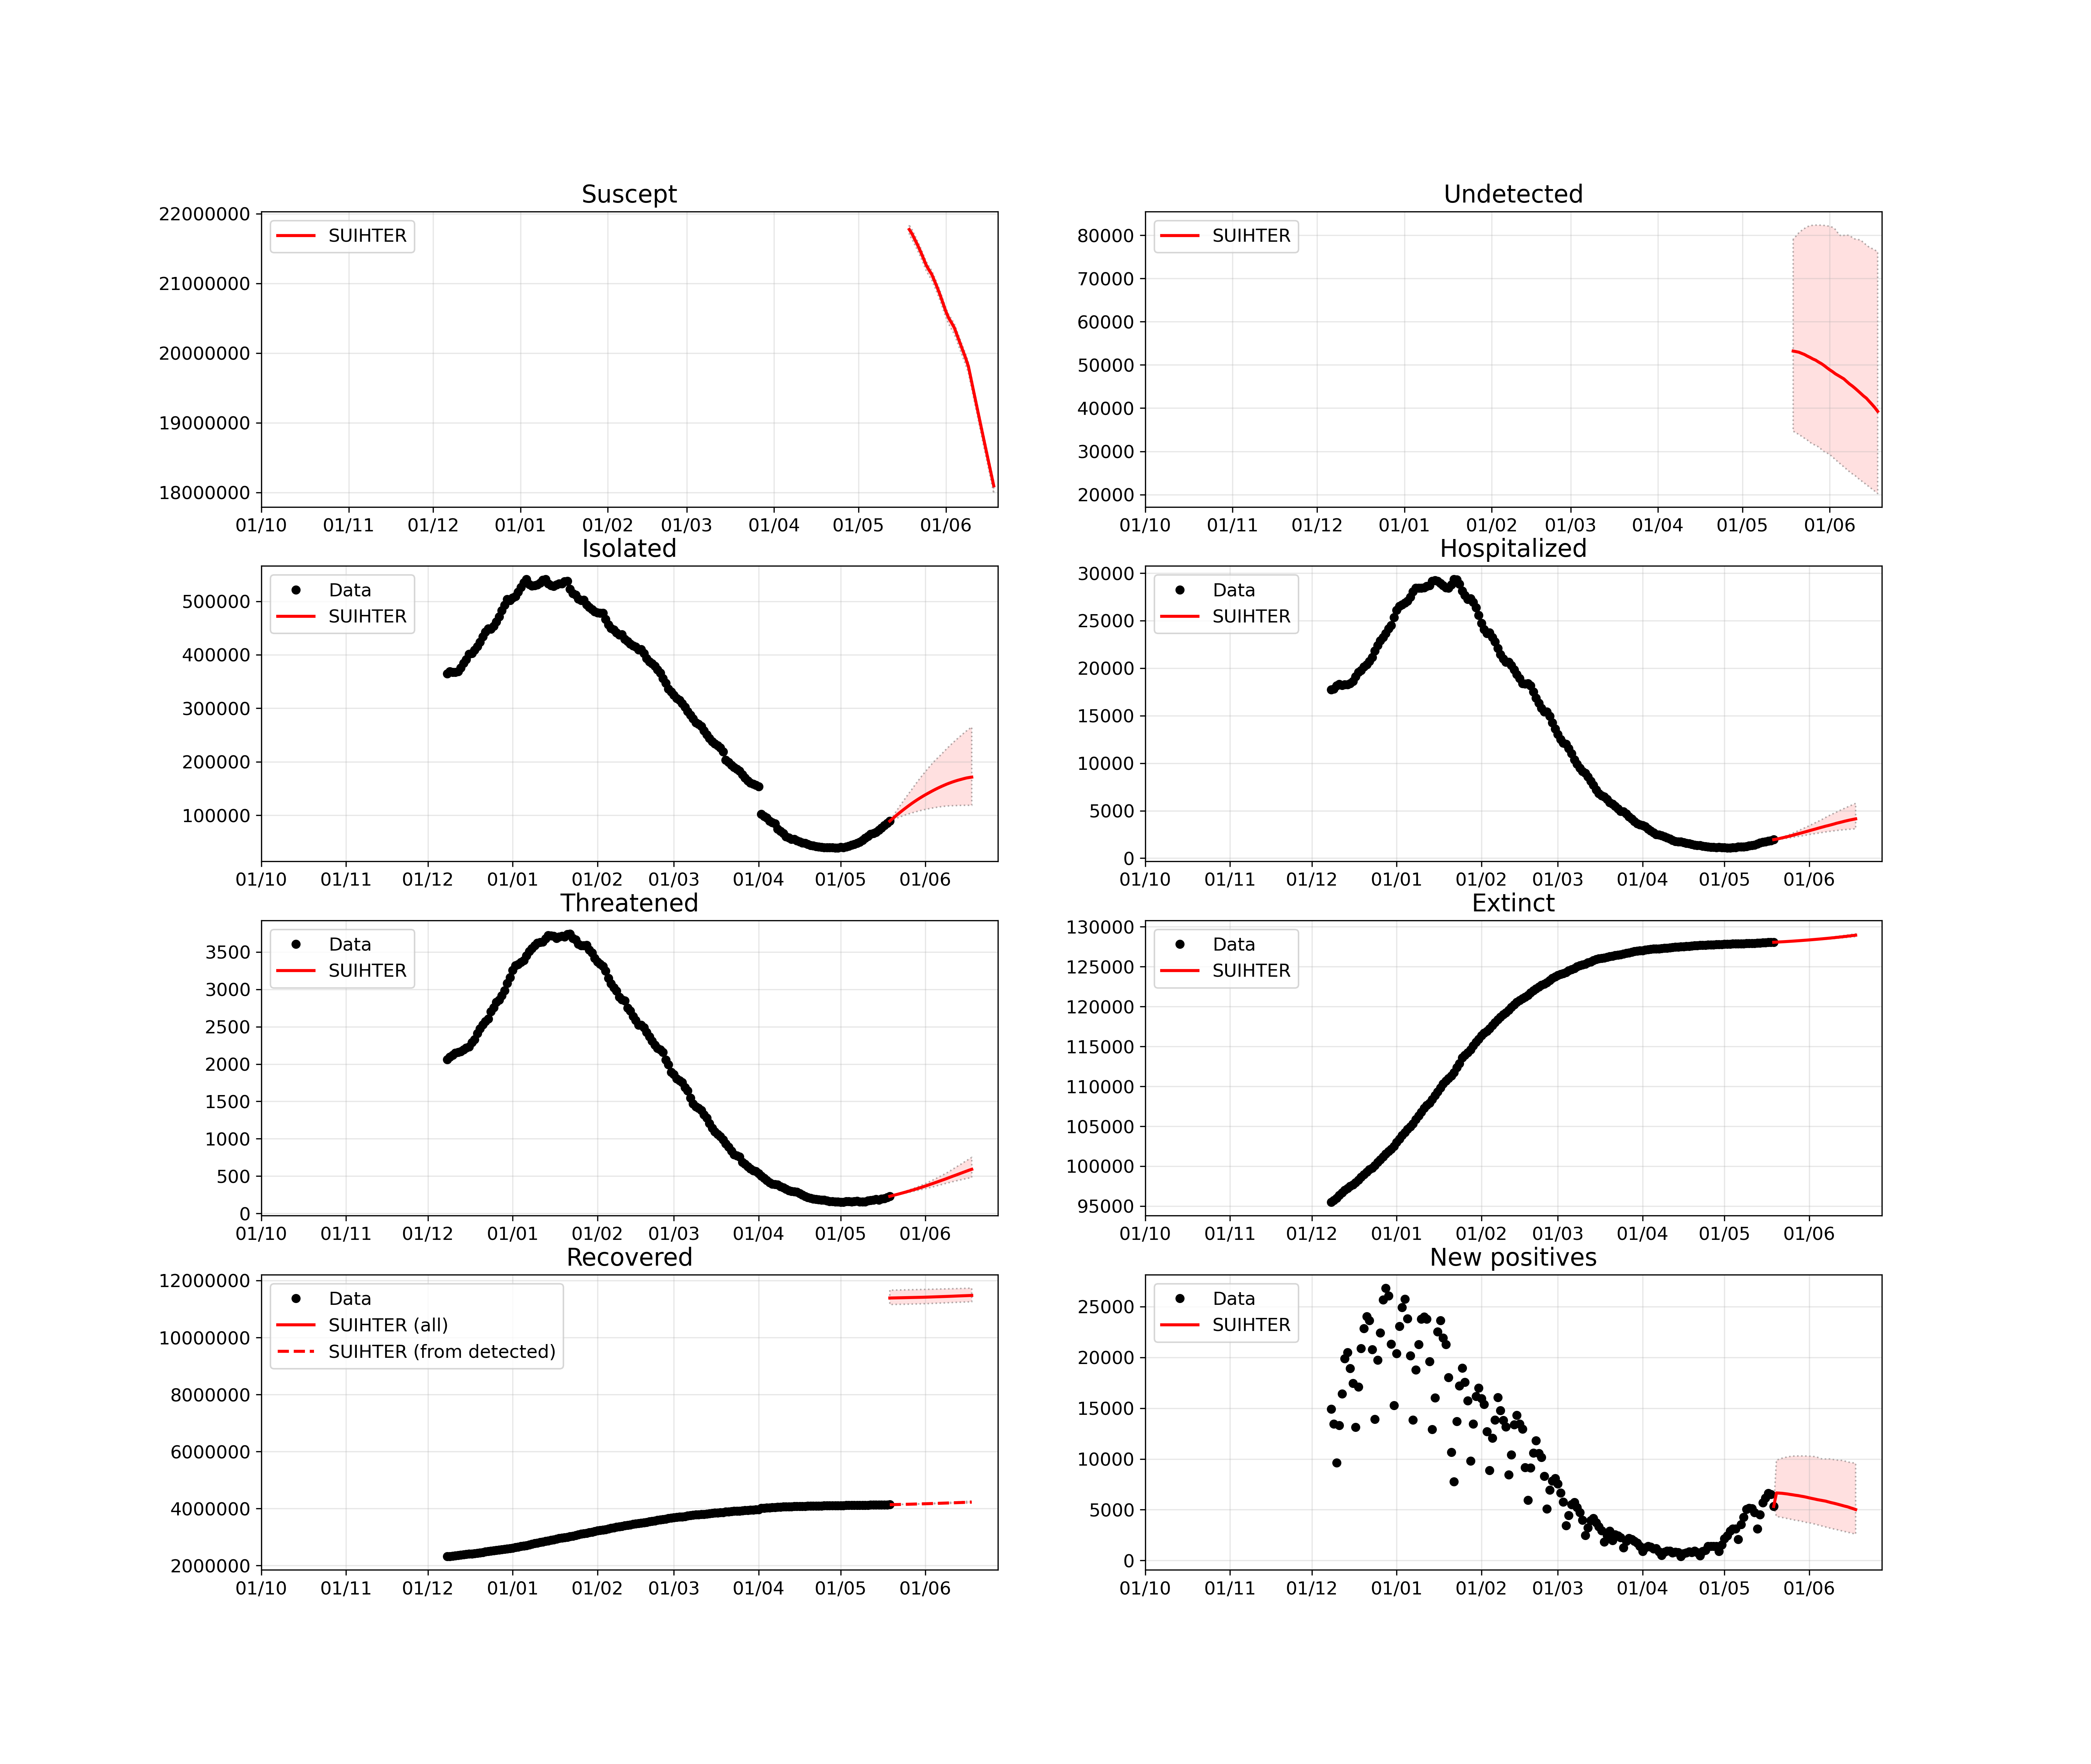 Suscept
SUIHTER
22000000
21000000
20000000
19000000
18000000
01/10 01/11 01/12 01/01 01/02 01/03 01/04 01/05 01/06
Undetected
SUIHTER
80000
70000
60000
50000
40000
30000
20000
01/10 01/11 01/12 01/01 01/02 01/03 01/04 01/05 01/06
Isolated
Data
SUIHTER
500000
400000
300000
200000
100000
01/10 01/11 01/12 01/01 01/02 01/03 01/04 01/05 01/06
Hospitalized
Data
SUIHTER
30000
25000
20000
15000
10000
5000
0
01/10 01/11 01/12 01/01 01/02 01/03 01/04 01/05 01/06
Threatened
Data
SUIHTER
3500
3000
2500
2000
1500
1000
500
0
01/10 01/11 01/12 01/01 01/02 01/03 01/04 01/05 01/06
Extinct
Data
SUIHTER
130000
125000
120000
115000
110000
105000
100000
95000
01/10 01/11 01/12 01/01 01/02 01/03 01/04 01/05 01/06
Recovered
Data
SUIHTER (all)
SUIHTER (from detected)
12000000
10000000
8000000
6000000
4000000
2000000
01/10 01/11 01/12 01/01 01/02 01/03 01/04 01/05 01/06
New positives
Data
SUIHTER
25000
20000
15000
10000
5000
0
01/10 01/11 01/12 01/01 01/02 01/03 01/04 01/05 01/06